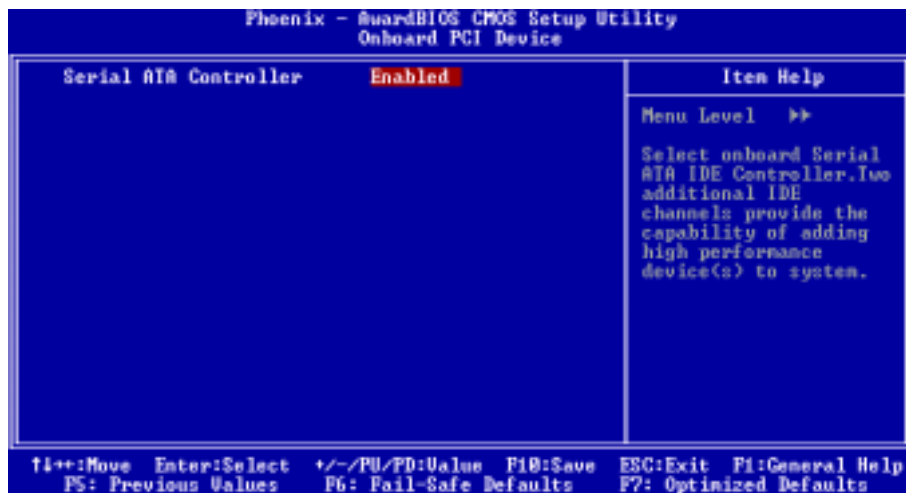 Phoenix - AwardBIOS CMOS Setup Utility
Onboard PCI Device
Serial ATA Controller Enabled
Item Help
Menu Level ▶▶
Select onboard Serial
ATA IDE Controller.Two
additional IDE
channels provide the
capability of adding
high performance
device(s) to system.
↑↓→←:Move Enter:Select +/-/PU/PD:Value F10:Save ESC:Exit F1:General Help
F5: Previous Values F6: Fail-Safe Defaults F7: Optimized Defaults